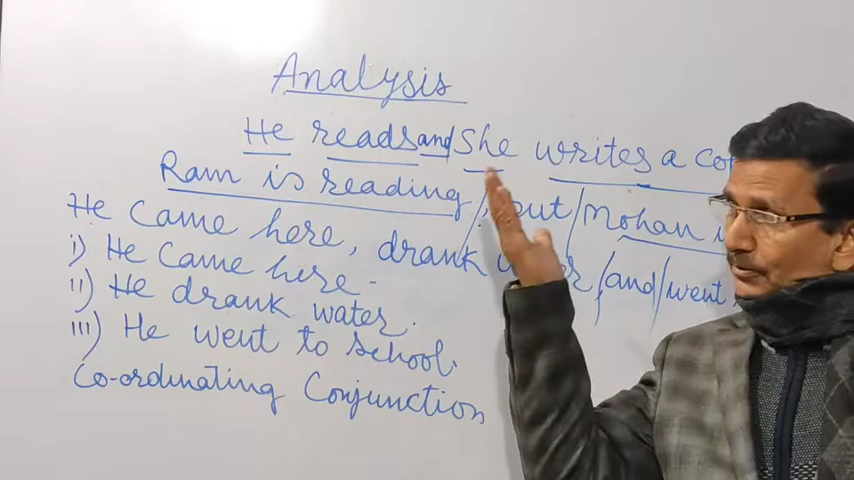 Analysis
He reads and She writes a
Ram is reading, but / Mohan
He came here, drank / and / went
i) He came here.
ii) He drank water.
iii) He went to School.
Co-ordinating Conjunction